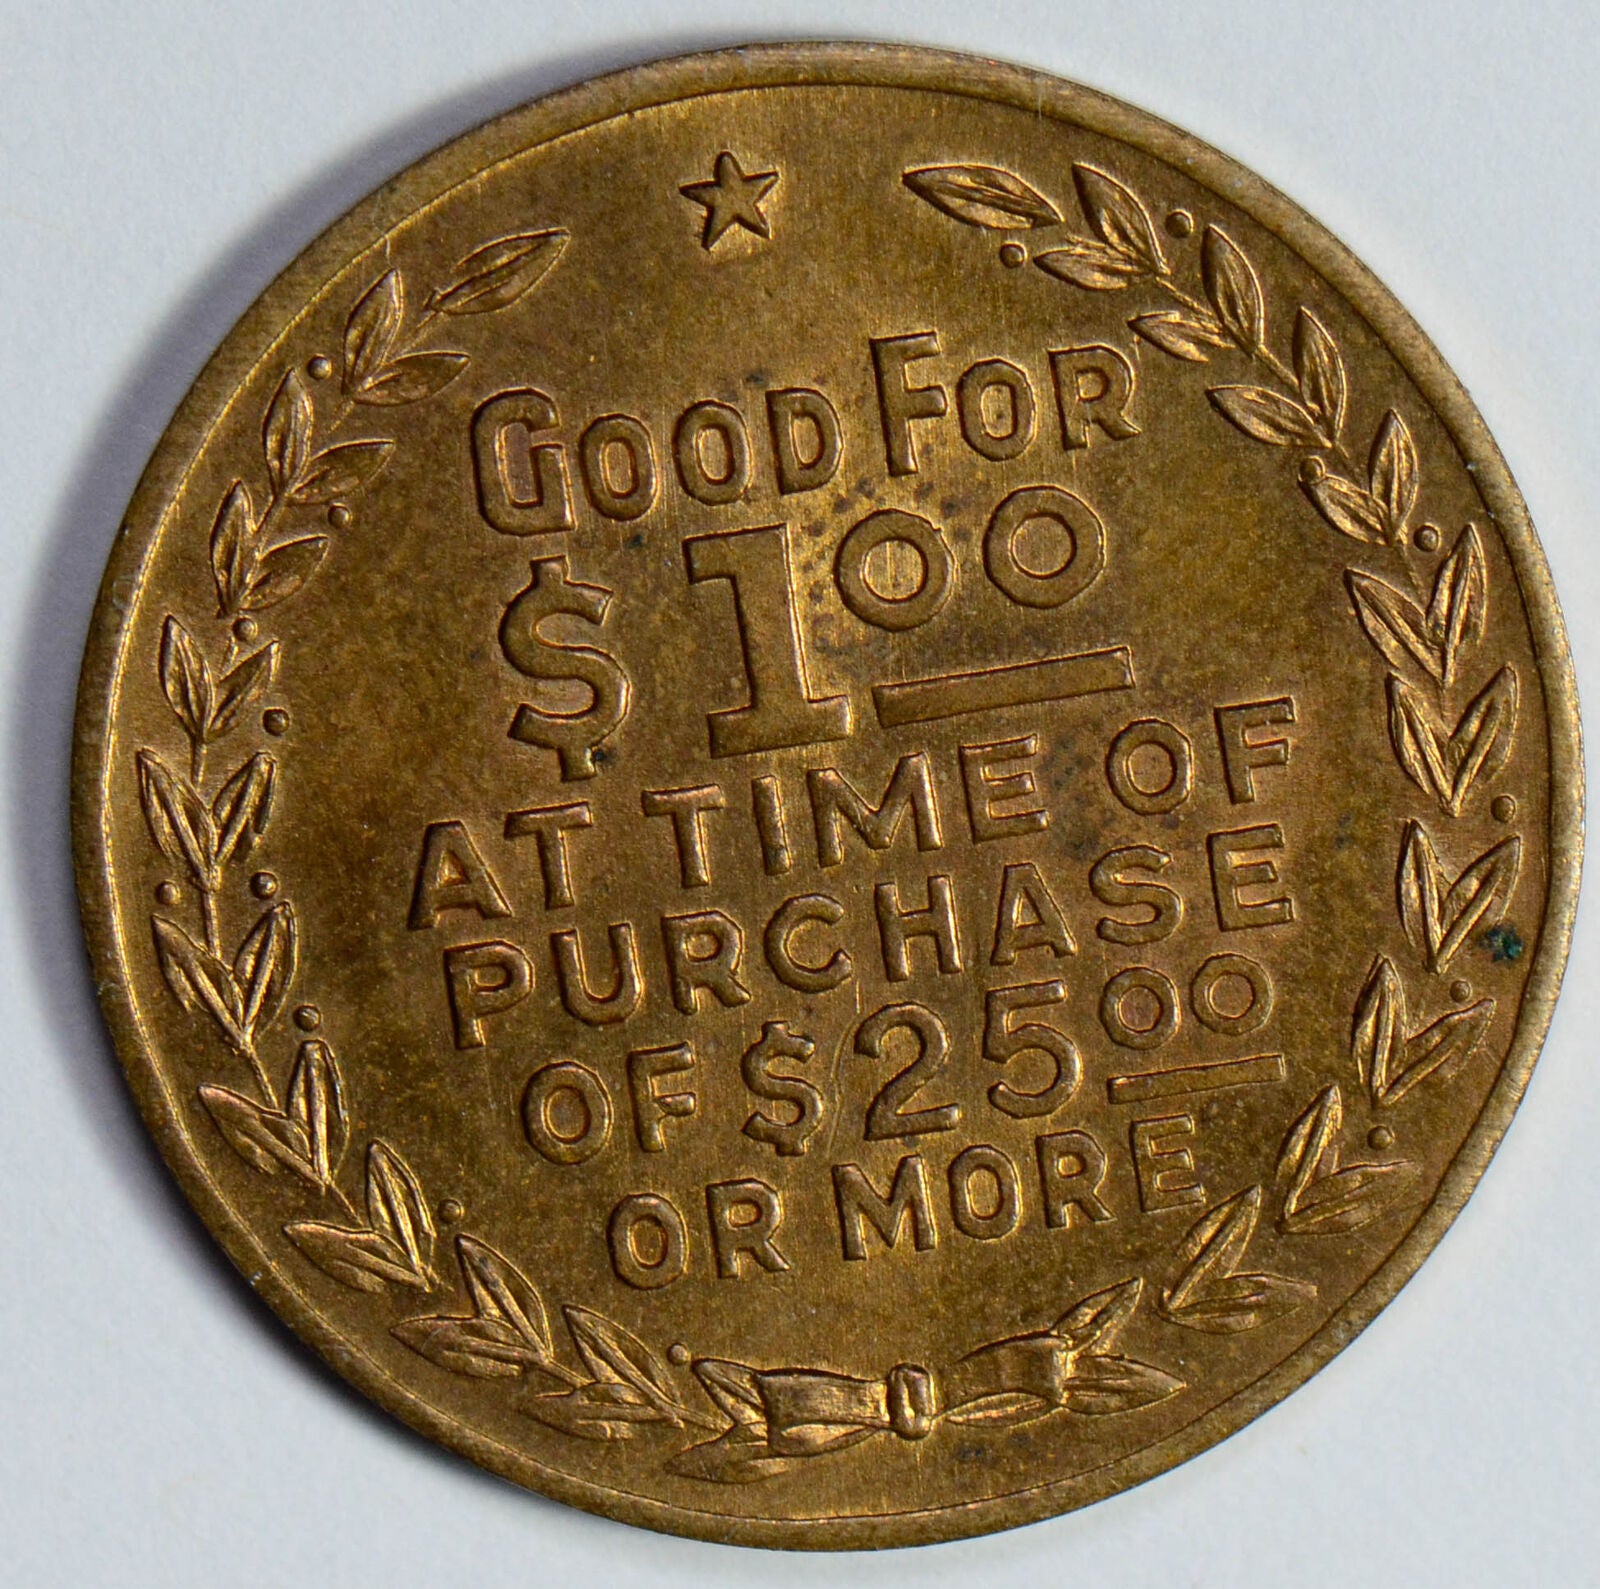 GOOD FOR
$1.00
AT TIME OF
PURCHASE
OF $25.00
OR MORE